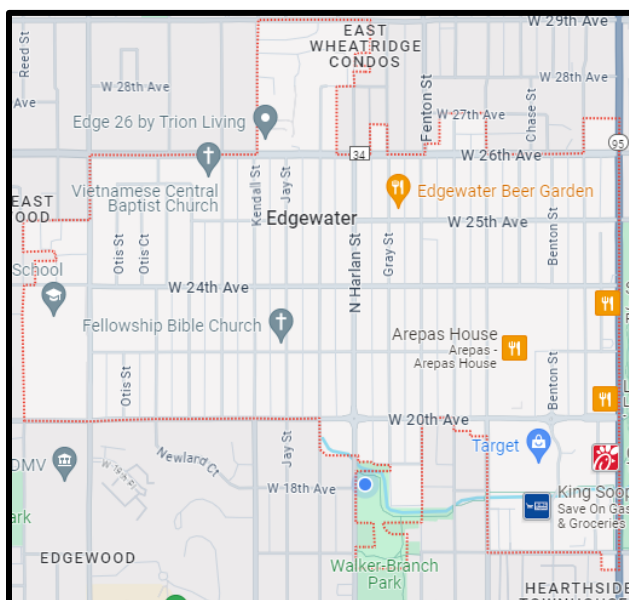 W 29th Ave
EAST
WHEATRIDGE
CONDOS
Reed St
W 28th Ave
W 28th Ave
Ave
Fenton St
W 27th Ave
Chase St
Edge 26 by Trion Living
95
34
W 26th Ave
Vietnamese Central
Baptist Church
Kendall St
Jay St
Edgewater Beer Garden
EAST
OOD
Edgewater
W 25th Ave
Otis St
Otis Ct
N Harlan St
Gray St
Benton St
School
W 24th Ave
Fellowship Bible Church
Arepas House
Arepas -
Arepas House
Otis St
Benton St
W 20th Ave
Jay St
Newland Ct
Target
DMV
W 18th Pl
W 18th Ave
King Soop
Save On Gas
& Groceries
Park
EDGEWOOD
Walker-Branch
Park
HEARTHSIDE
TOWNHOUSE